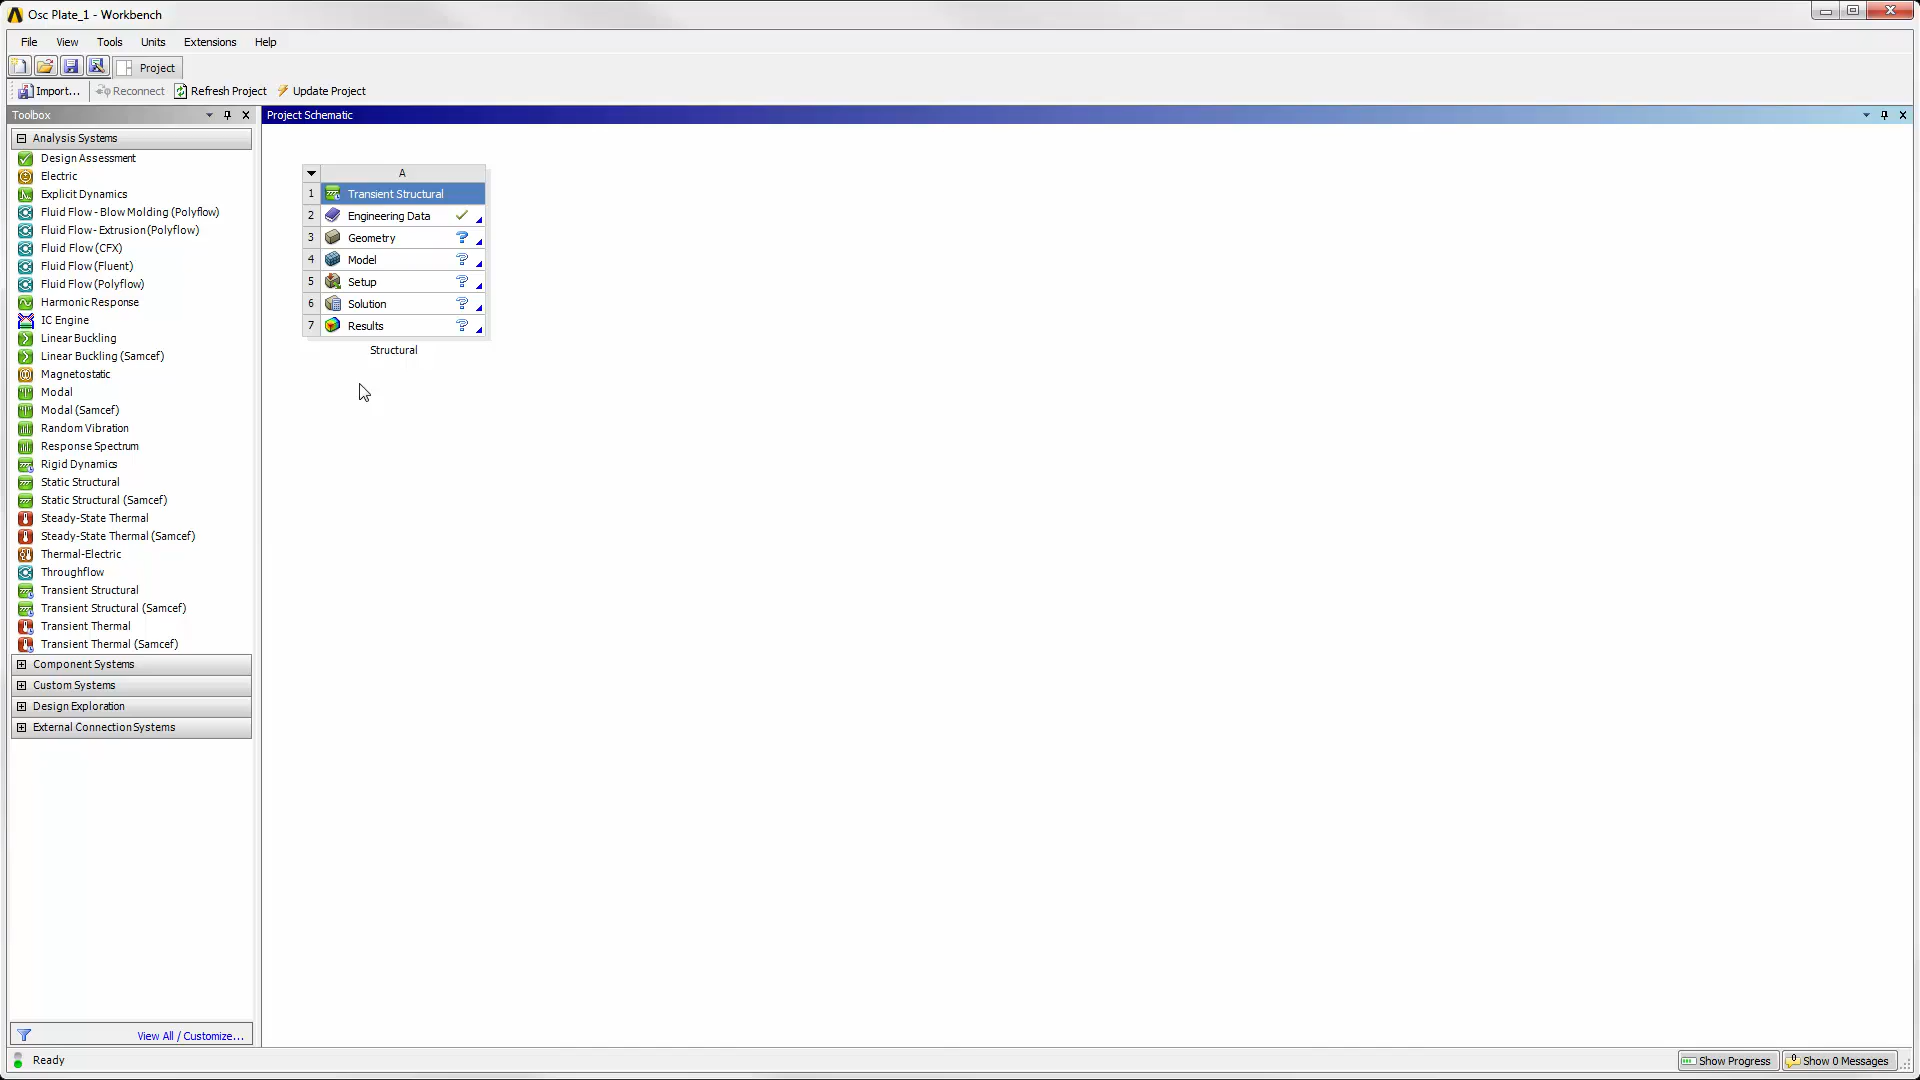 Osc Plate_1 - Workbench
File View Tools Units Extensions Help
Project
Import... Reconnect Refresh Project Update Project
Toolbox
Project Schematic
Analysis Systems
Design Assessment
Electric
Explicit Dynamics
Fluid Flow - Blow Molding (Polyflow)
Fluid Flow - Extrusion (Polyflow)
Fluid Flow (CFX)
Fluid Flow (Fluent)
Fluid Flow (Polyflow)
Harmonic Response
IC Engine
Linear Buckling
Linear Buckling (Samcef)
Magnetostatic
Modal
Modal (Samcef)
Random Vibration
Response Spectrum
Rigid Dynamics
Static Structural
Static Structural (Samcef)
Steady-State Thermal
Steady-State Thermal (Samcef)
Thermal-Electric
Throughflow
Transient Structural
Transient Structural (Samcef)
Transient Thermal
Transient Thermal (Samcef)
Component Systems
Custom Systems
Design Exploration
External Connection Systems
View All / Customize...
A
1 Transient Structural
2 Engineering Data
3 Geometry ?
4 Model ?
5 Setup ?
6 Solution ?
7 Results ?
Structural
Ready
Show Progress
Show 0 Messages